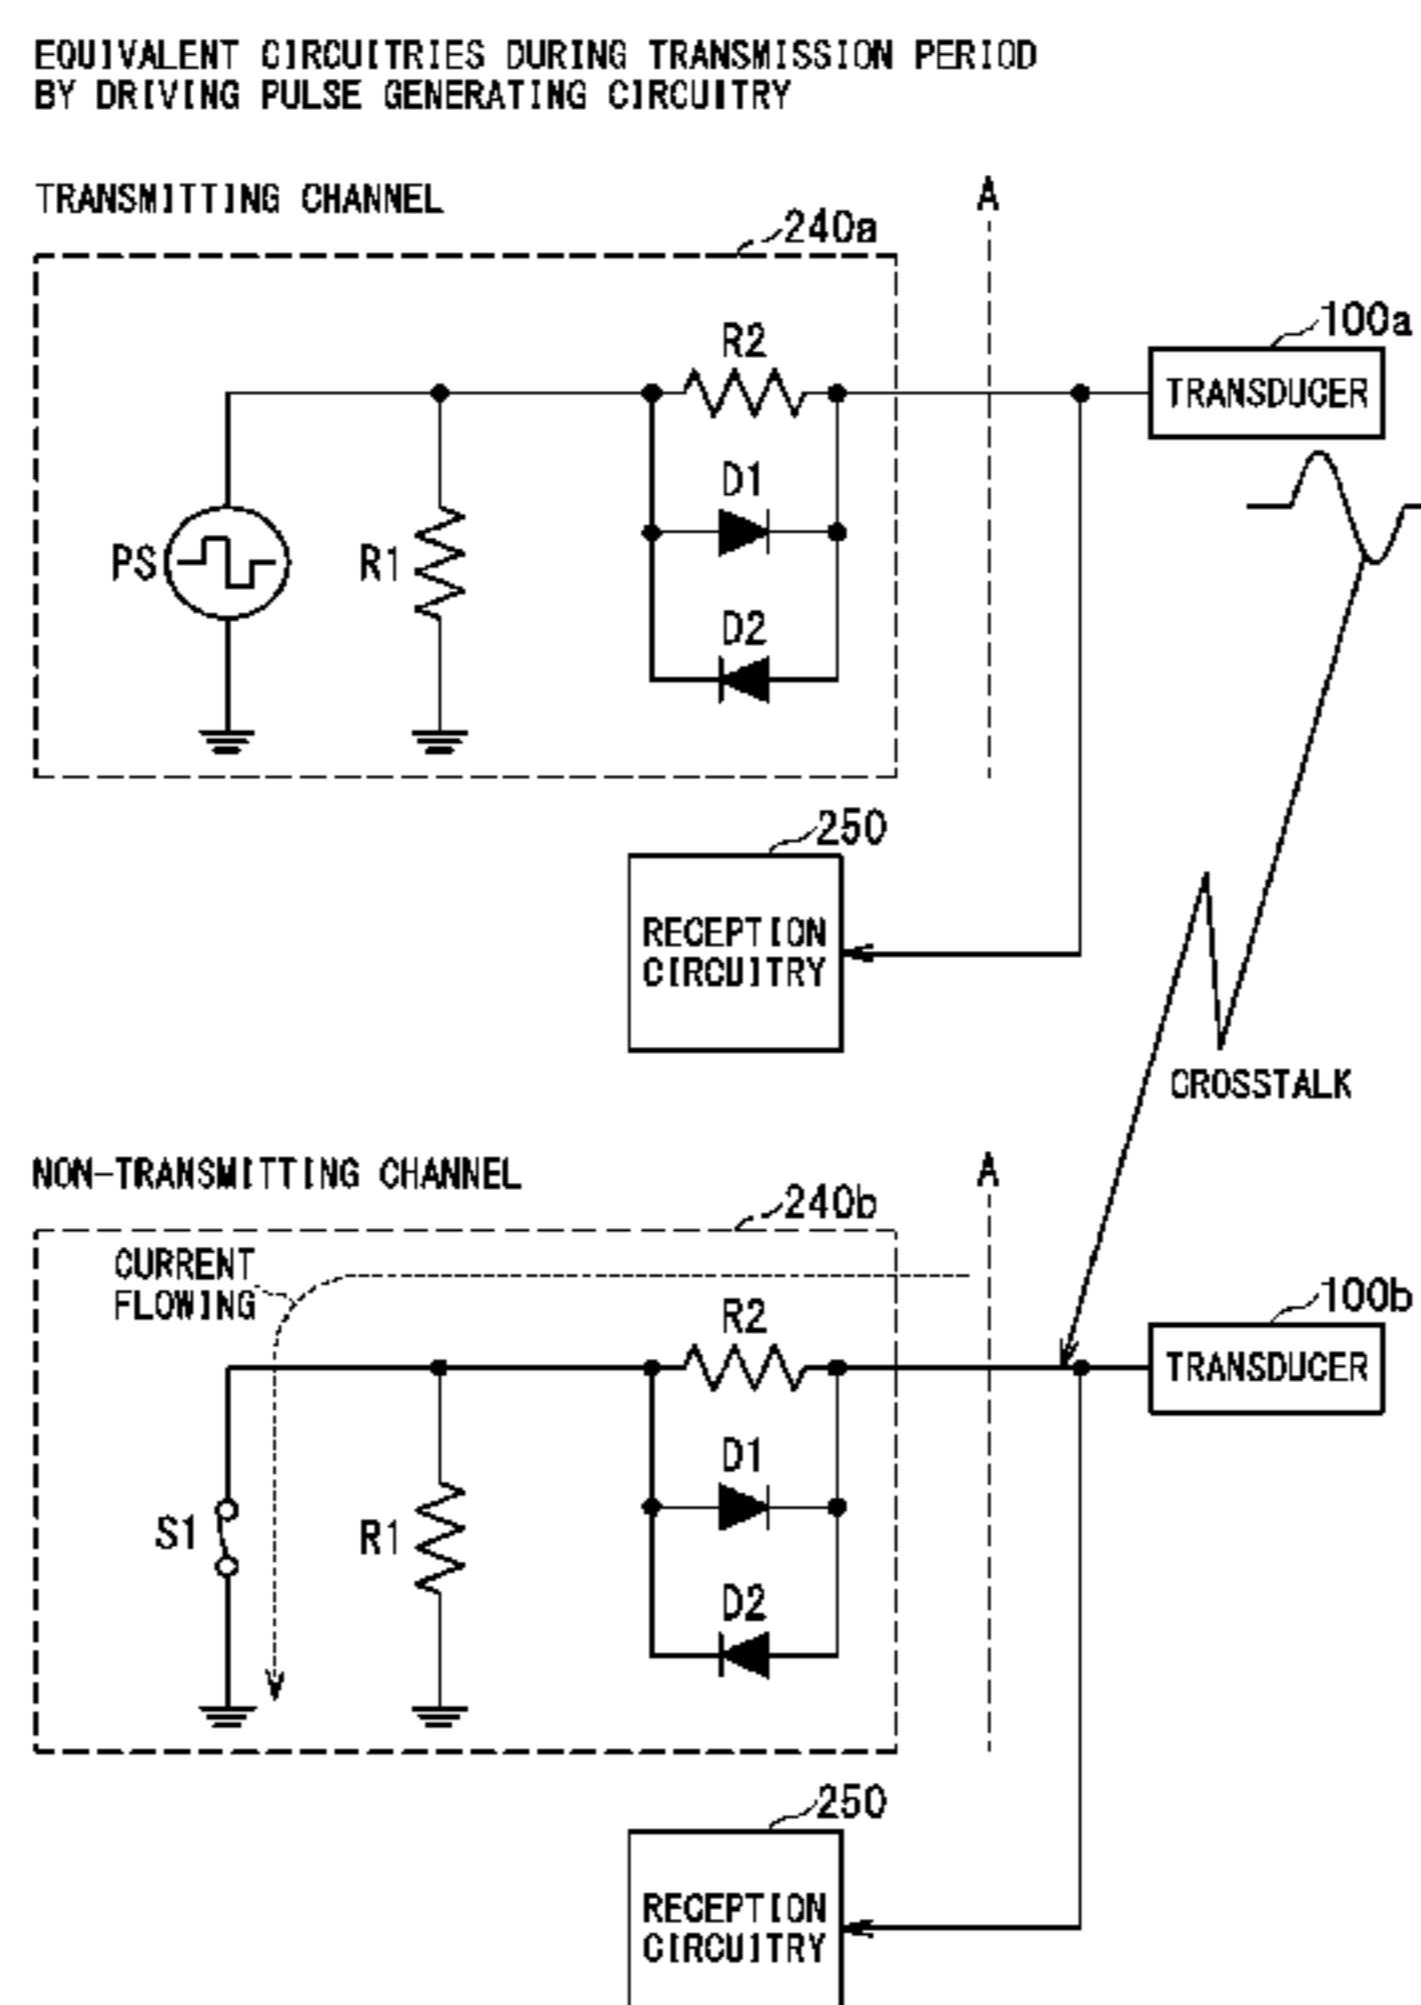 EQUIVALENT CIRCUITRIES DURING TRANSMISSION PERIOD
BY DRIVING PULSE GENERATING CIRCUITRY
TRANSMITTING CHANNEL
A
240a
100a
R2
TRANSDUCER
D1
PS
R1
D2
250
RECEPTION
CIRCUITRY
CROSSTALK
NON-TRANSMITTING CHANNEL
A
240b
CURRENT
FLOWING
100b
R2
TRANSDUCER
D1
S1
R1
D2
250
RECEPTION
CIRCUITRY